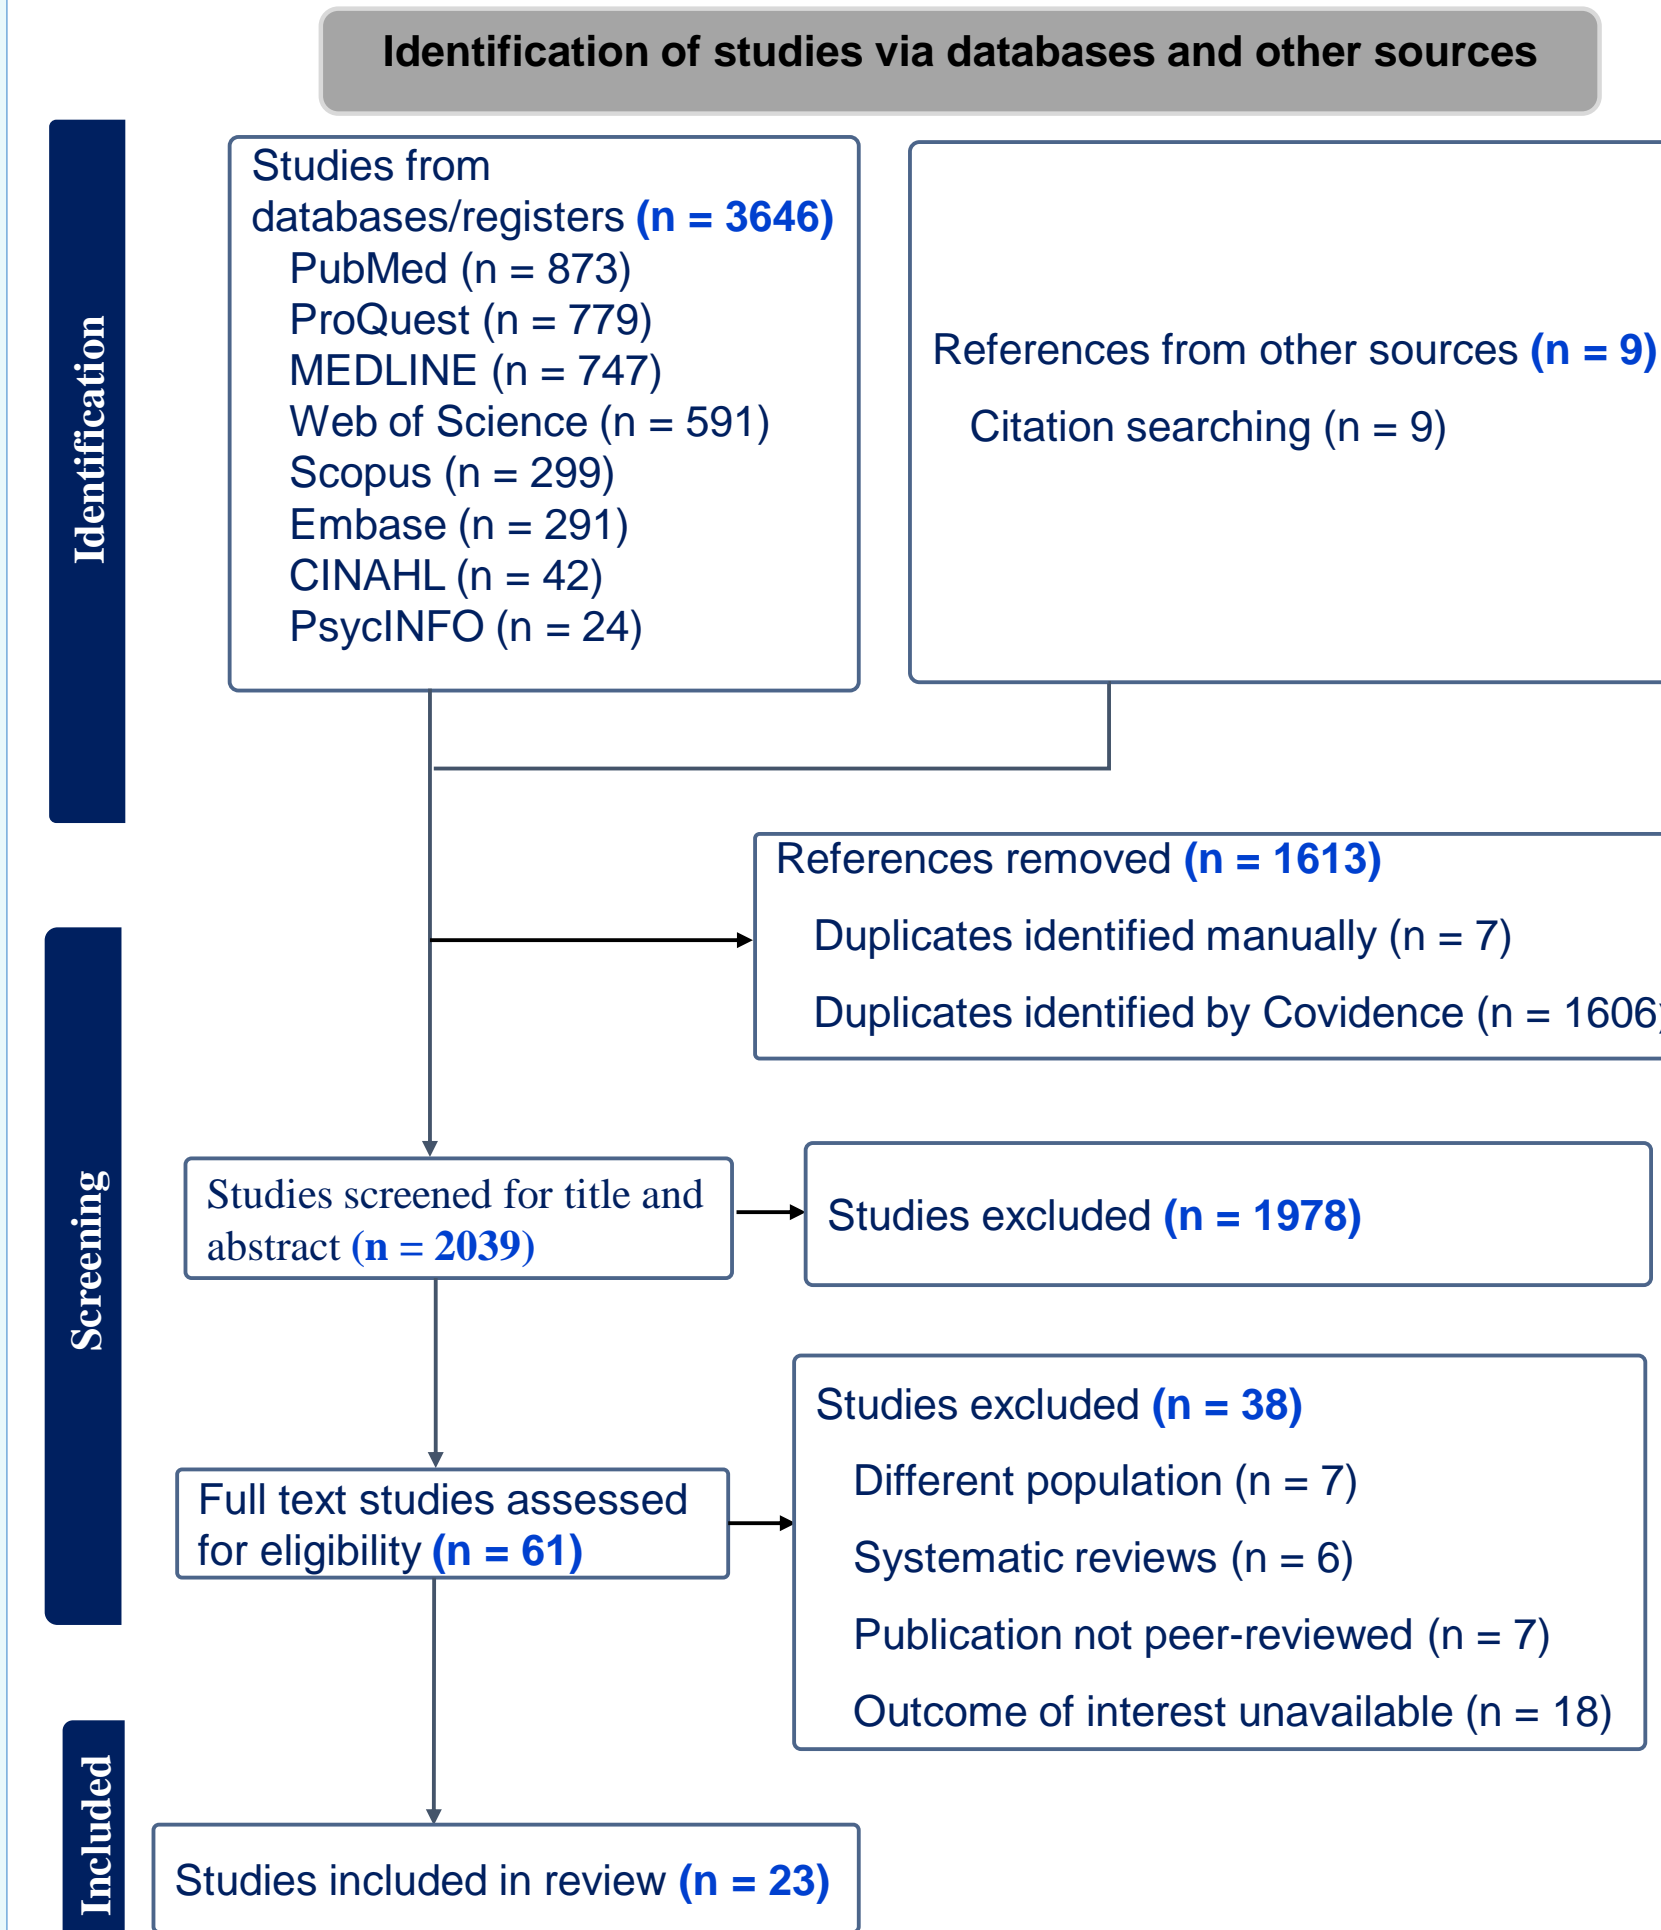 Identification of studies via databases and other sources
Identification
Studies from
databases/registers (n = 3646)
PubMed (n = 873)
ProQuest (n = 779)
MEDLINE (n = 747)
Web of Science (n = 591)
Scopus (n = 299)
Embase (n = 291)
CINAHL (n = 42)
PsycINFO (n = 24)
References from other sources (n = 9)
Citation searching (n = 9)
References removed (n = 1613)
Duplicates identified manually (n = 7)
Duplicates identified by Covidence (n = 1606)
Screening
Studies screened for title and
abstract (n = 2039)
Studies excluded (n = 1978)
Full text studies assessed
for eligibility (n = 61)
Studies excluded (n = 38)
Different population (n = 7)
Systematic reviews (n = 6)
Publication not peer-reviewed (n = 7)
Outcome of interest unavailable (n = 18)
Included
Studies included in review (n = 23)